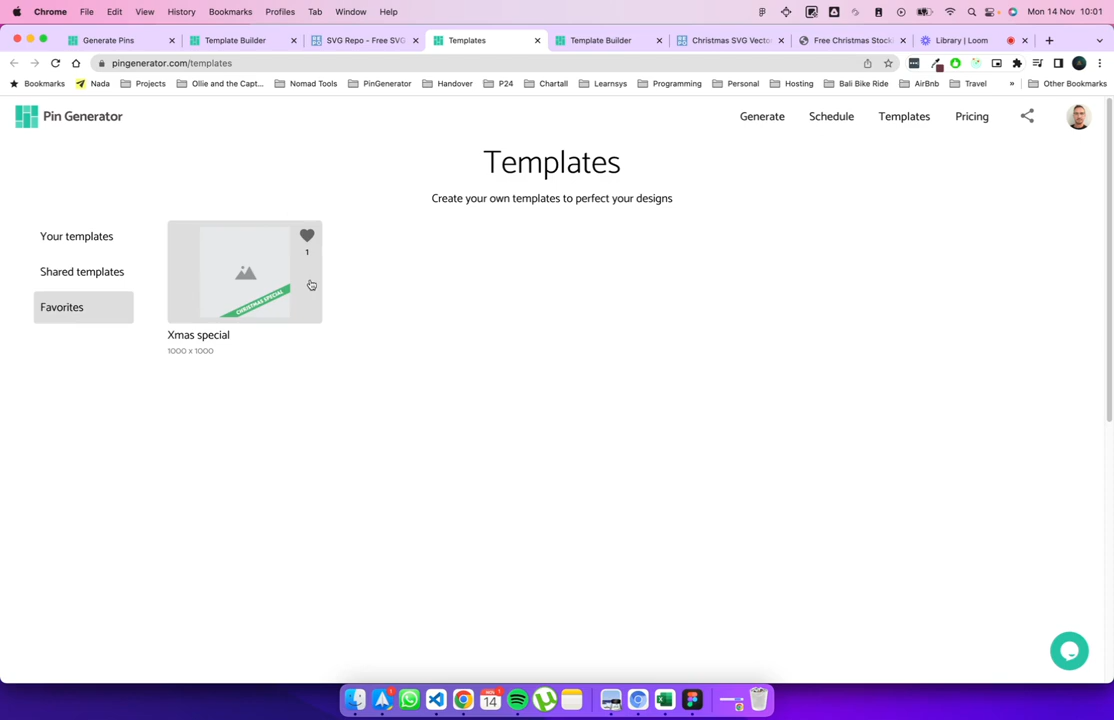 Chrome File Edit View History Bookmarks Profiles Tab Window Help Mon 14 Nov 10:01
Generate Pins Template Builder SVG Repo - Free SVG Templates Template Builder Christmas SVG Vecto Free Christmas Stocki Library | Loom
pingenerator.com/templates
Bookmarks Nada Projects Ollie and the Capt... Nomad Tools PinGenerator Handover P24 Chartall Learnsys Programming Personal Hosting Bali Bike Ride AirBnb Travel » Other Bookmarks
Pin Generator Generate Schedule Templates Pricing
Templates
Create your own templates to perfect your designs
Your templates
Shared templates
Favorites
1
CHRISTMAS SPECIAL
Xmas special
1000 x 1000
1
NOV
14